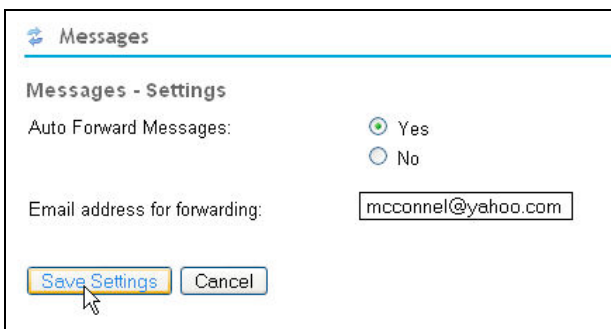 Messages
Messages - Settings
Auto Forward Messages: Yes
No
Email address for forwarding: mcconnel@yahoo.com
Save Settings Cancel